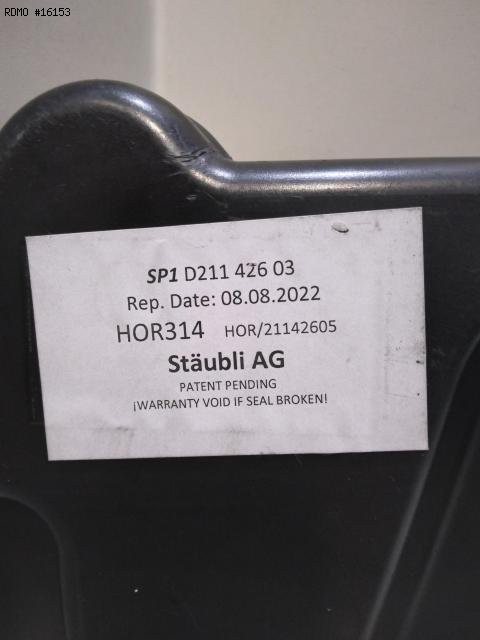 RDMO #16153
SP1 D211 426 03
Rep. Date: 08.08.2022
HOR314 HOR/21142605
Stäubli AG
PATENT PENDING
¡WARRANTY VOID IF SEAL BROKEN!